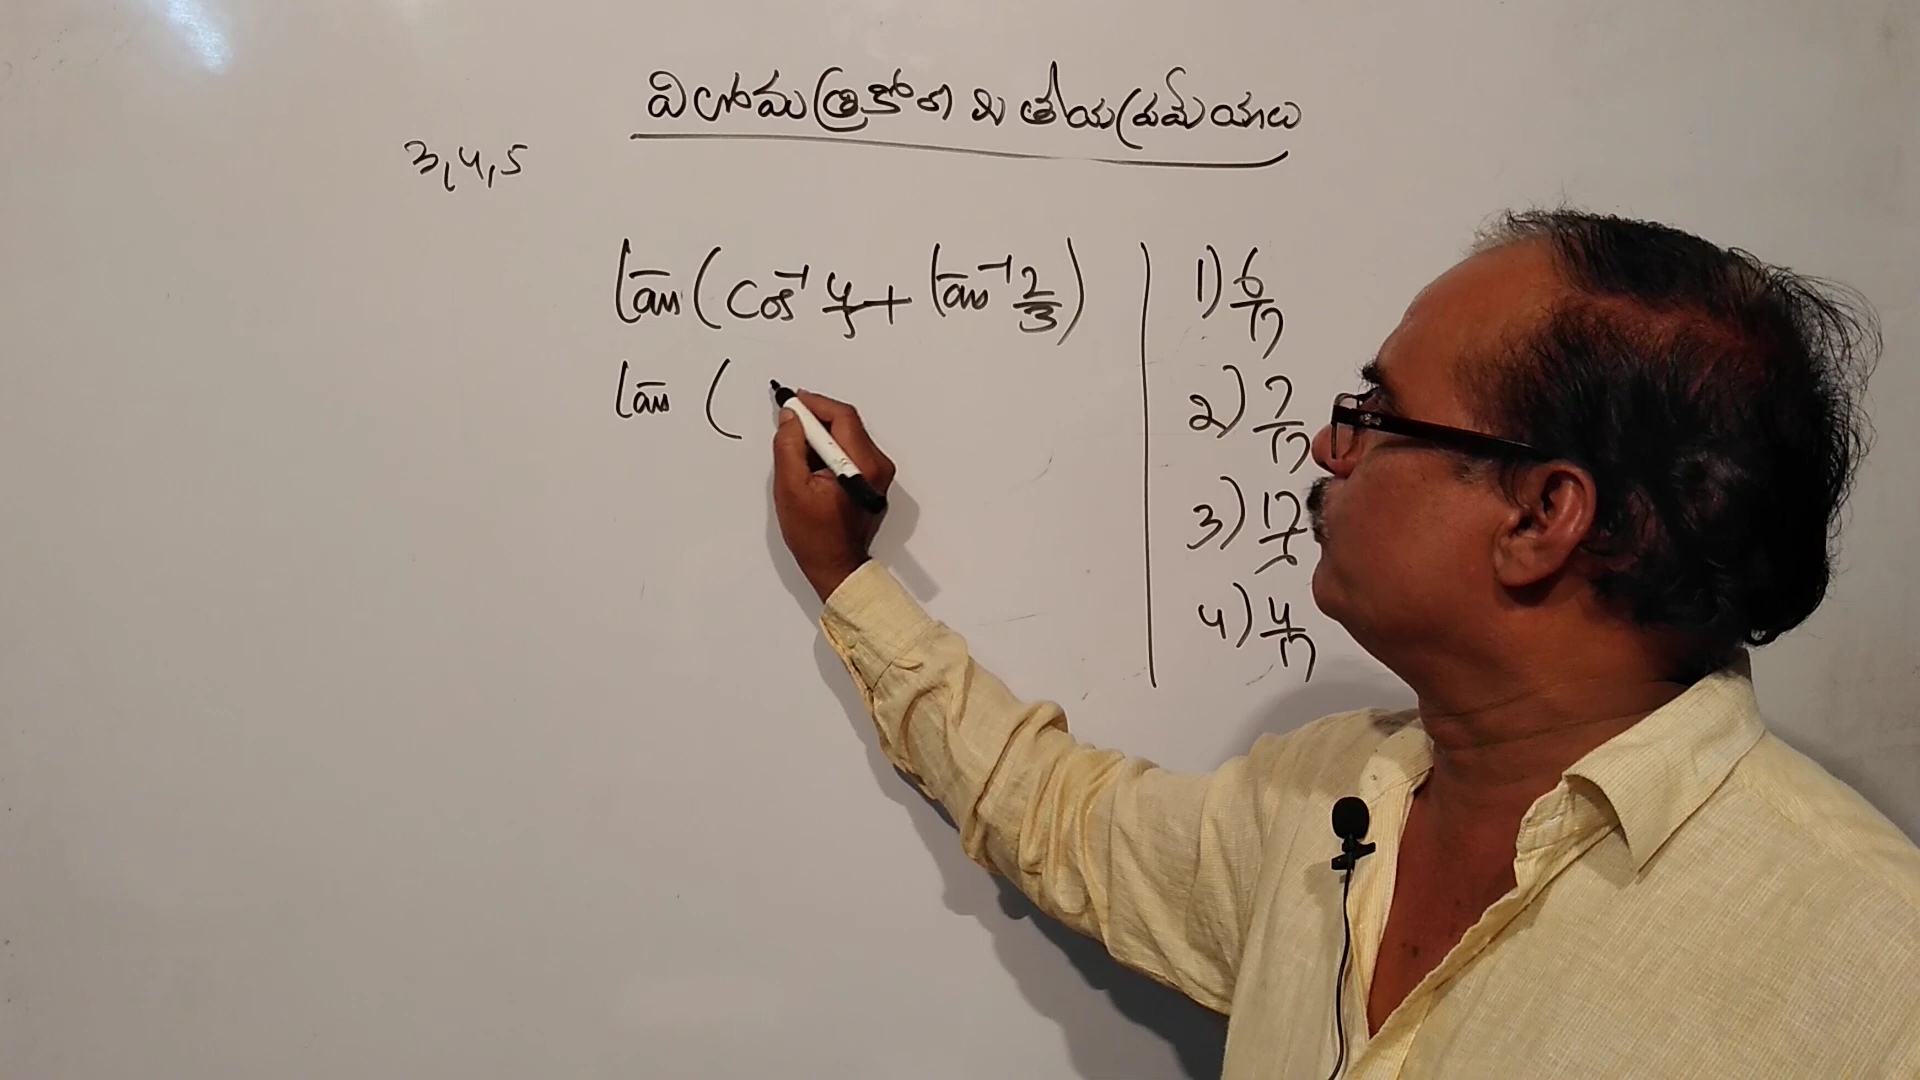 విలోమ త్రికోణమితీయ ప్రమేయాలు
3, 4, 5
tan (cos⁻¹ 4/5 + tan⁻¹ 2/3)
tan (
1) 6/17
2) 7/17
3) 17/6
4) 4/17